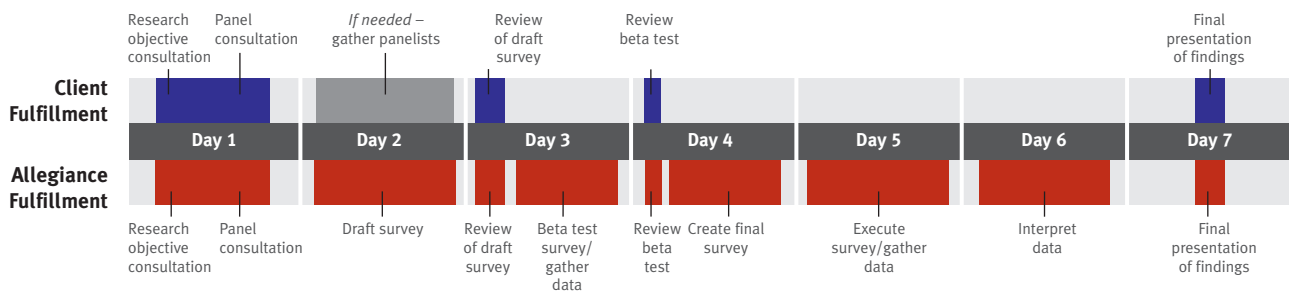 Research
objective
consultation
Panel
consultation
If needed –
gather panelists
Review
of draft
survey
Review
beta test
Final
presentation
of findings
Client
Fulfillment
Day 1
Day 2
Day 3
Day 4
Day 5
Day 6
Day 7
Allegiance
Fulfillment
Research
objective
consultation
Panel
consultation
Draft survey
Review
of draft
survey
Beta test
survey/
gather
data
Review
beta
test
Create final
survey
Execute
survey/gather
data
Interpret
data
Final
presentation
of findings